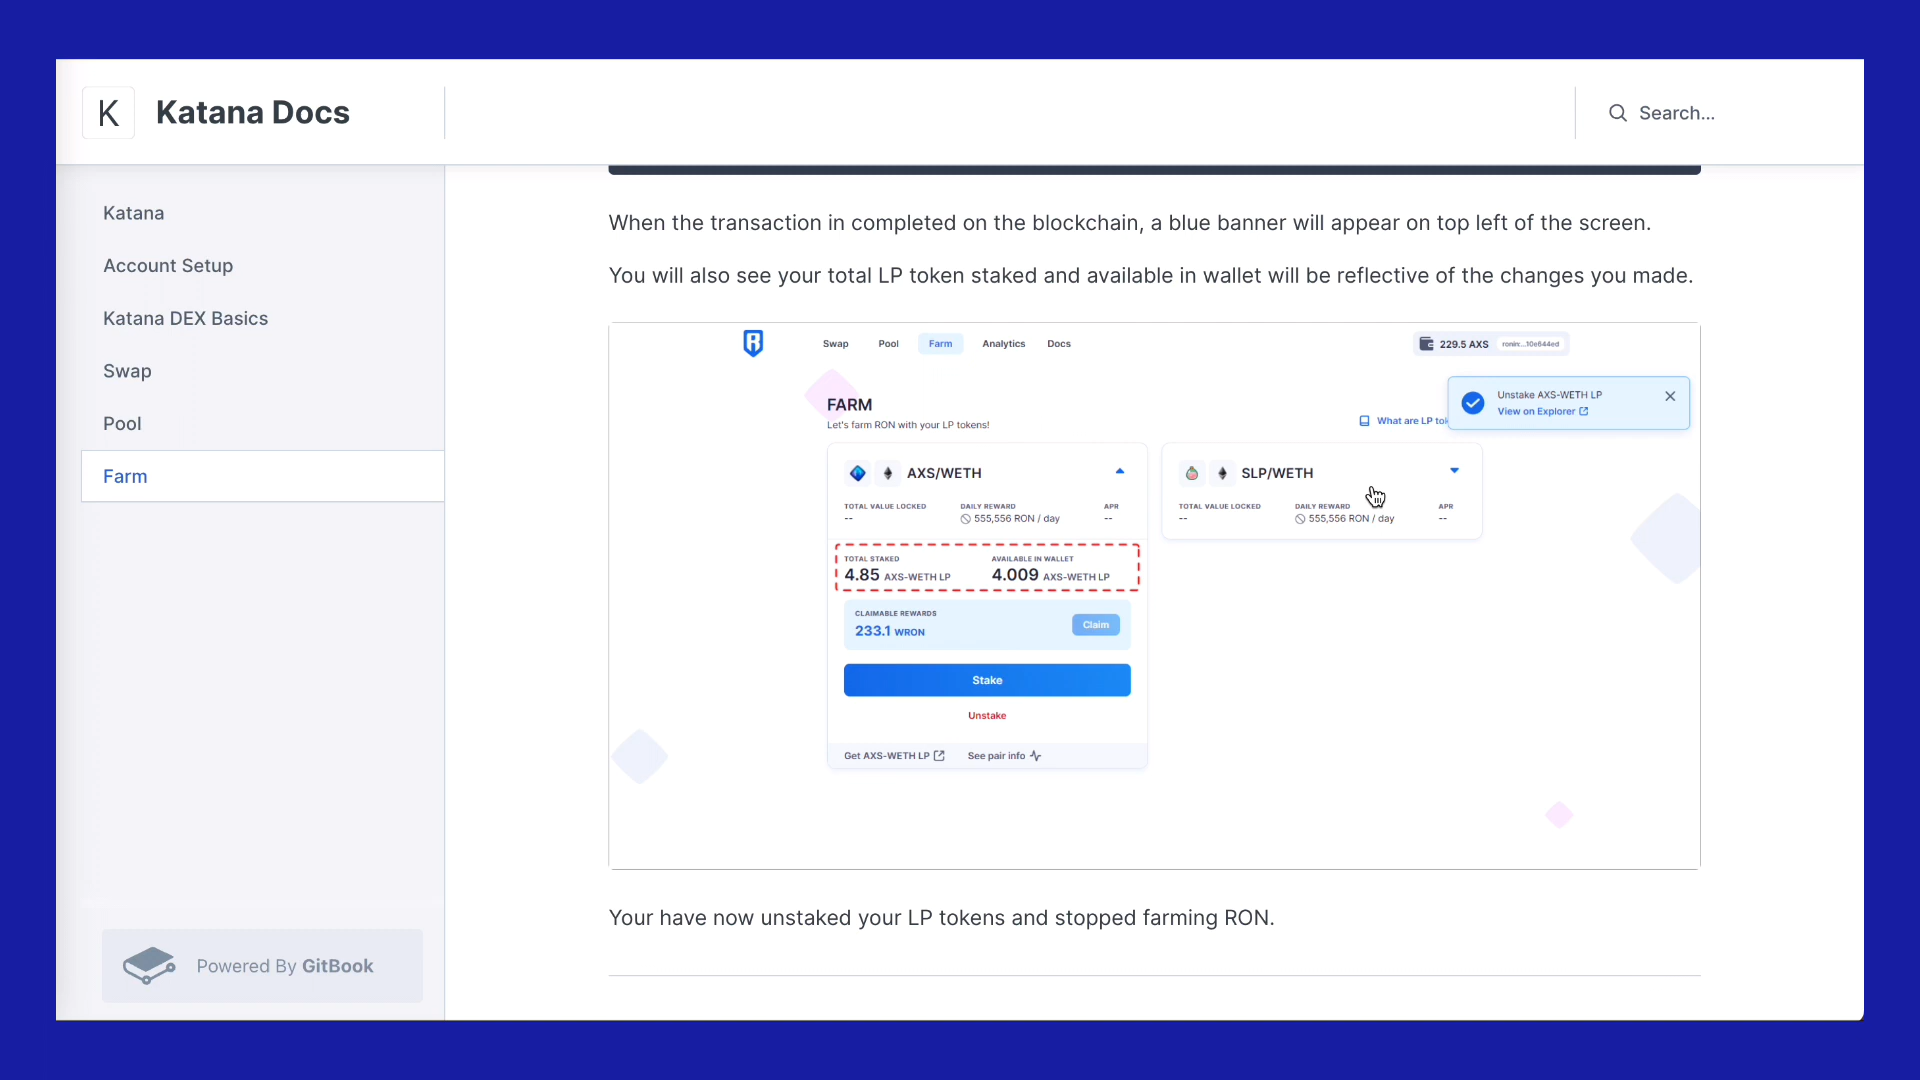 K Katana Docs
Search...
Katana
Account Setup
Katana DEX Basics
Swap
Pool
Farm
Powered By GitBook
When the transaction in completed on the blockchain, a blue banner will appear on top left of the screen.
You will also see your total LP token staked and available in wallet will be reflective of the changes you made.
Swap Pool Farm Analytics Docs
229.5 AXS ronin:...10e644ed
Unstake AXS-WETH LP
View on Explorer
FARM
Let's farm RON with your LP tokens!
What are LP tok
AXS/WETH
TOTAL VALUE LOCKED DAILY REWARD APR
-- 555,556 RON / day --
TOTAL STAKED AVAILABLE IN WALLET
4.85 AXS-WETH LP 4.009 AXS-WETH LP
CLAIMABLE REWARDS
233.1 WRON
Claim
Stake
Unstake
Get AXS-WETH LP See pair info
SLP/WETH
TOTAL VALUE LOCKED DAILY REWARD APR
-- 555,556 RON / day --
Your have now unstaked your LP tokens and stopped farming RON.